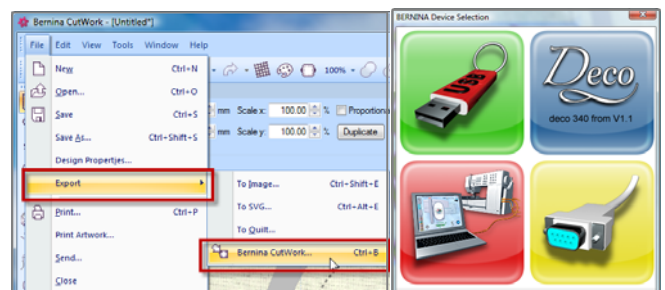 Bernina CutWork - [Untitled*]
File Edit View Tools Window Help
New Ctrl+N
Open... Ctrl+O
Save Ctrl+S
Save As... Ctrl+Shift+S
Design Properties...
Export
Print... Ctrl+P
Print Artwork...
Send...
Close
100%
mm Scale x: 100.00 % Proportion
mm Scale y: 100.00 % Duplicate
To Image... Ctrl+Shift+E
To SVG... Ctrl+Alt+E
To Quilt...
Bernina CutWork... Ctrl+B
BERNINA Device Selection
USB
Deco
deco 340 from V1.1